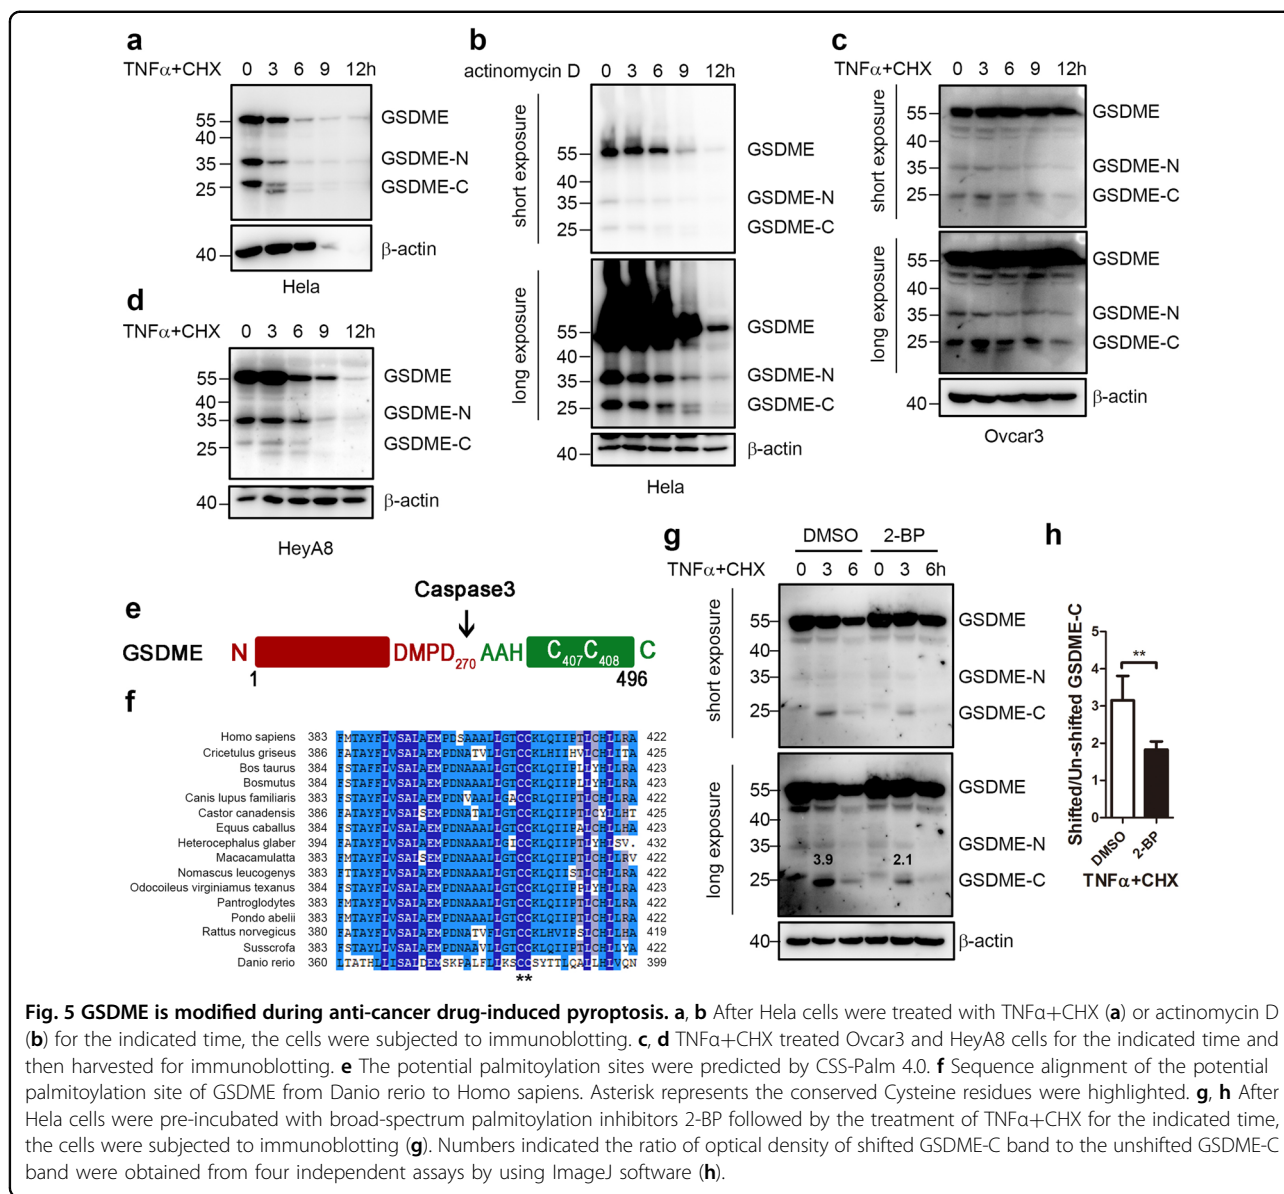 a
TNFα+CHX 0 3 6 9 12h
55
40
35
25
GSDME
GSDME-N
GSDME-C
40
β-actin
Hela
b
actinomycin D 0 3 6 9 12h
short exposure
55
40
35
25
GSDME
GSDME-N
GSDME-C
long exposure
55
40
35
25
GSDME
GSDME-N
GSDME-C
40
β-actin
Hela
c
TNFα+CHX 0 3 6 9 12h
short exposure
55
40
35
25
GSDME
GSDME-N
GSDME-C
long exposure
55
40
35
25
GSDME
GSDME-N
GSDME-C
40
β-actin
Ovcar3
d
TNFα+CHX 0 3 6 9 12h
55
40
35
25
GSDME
GSDME-N
GSDME-C
40
β-actin
HeyA8
e
Caspase3
GSDME N DMPD270 AAH C407C408 C
1 496
f
Homo sapiens 383 FMTAYFLVSALAEMPDSAAALLGTCCKLQIIPTLCHLLRA 422
Cricetulus griseus 386 FATAYFLVSALAEMPDNATVLLGTCCKLHIIHVLCHLITA 425
Bos taurus 384 FSTAFFLVSALAEMPDNAAALLGTCCKLQIIPLLYHLLRA 423
Bosmutus 384 FSTAFFLVSALAEMPDNAAALLGTCCKLQIIPLLYHLLRA 423
Canis lupus familiaris 383 FSTAYFLVSALAEMPDNVAALLGACCKLQIIPTLCHLLRA 422
Castor canadensis 386 FATAYFLVSALSEMPDNATALLGTCCKLQIIPTLCYLLHT 425
Equus caballus 384 FSTAYFLVSALAEMPDNAAALLGTCCKLQIIPALCHLLHA 423
Heterocephalus glaber 394 FATAYFLVSALAEMPDNAAALLGICCKLQIIPTLYHLSV. 432
Macacamulatta 383 FMTAYFLVSALSEMPDNAAALLGTCCKLQIIPTLCHLLRV 422
Nomascus leucogenys 383 FTTAYFLVSALAEMPDNAAALLGTCCKLQIISTLCHLLRA 422
Odocoileus virginiamus texanus 384 FSTAYFLVSALAEMPDNAAALLGTCCKLQIIPPLYHLLRA 423
Pantroglodytes 383 FMTAYFLVSALAEMPDNAAALLGTCCKLQIIPTLCHLLRA 422
Pondo abelii 383 FMTAYFLVSALAEMPDNAAALLGTCCKLQIIPTLCHLLRA 422
Rattus norvegicus 380 FATAYFLVSALAEMPDNATVFLGTCCKLHVIPSLCHLLHA 419
Susscrofa 383 FSTAYFLVSALAEMPDNAAVLLGTCCKLQIIPTLCHLLYA 422
Danio rerio 360 LTATHLLISALDEMSKPALFLLKSCCSYTTLQALLHLVQN 399
**
g
DMSO 2-BP
TNFα+CHX 0 3 6 0 3 6h
short exposure
55
40
35
25
GSDME
GSDME-N
GSDME-C
long exposure
55
40
35
25
3.9 2.1
GSDME
GSDME-N
GSDME-C
40
β-actin
h
Shifted/Un-shifted GSDME-C
5
4
3
2
1
0
**
DMSO
2-BP
TNFα+CHX
Fig. 5 GSDME is modified during anti-cancer drug-induced pyroptosis. a, b After Hela cells were treated with TNFα+CHX (a) or actinomycin D
(b) for the indicated time, the cells were subjected to immunoblotting. c, d TNFα+CHX treated Ovcar3 and HeyA8 cells for the indicated time and
then harvested for immunoblotting. e The potential palmitoylation sites were predicted by CSS-Palm 4.0. f Sequence alignment of the potential
palmitoylation site of GSDME from Danio rerio to Homo sapiens. Asterisk represents the conserved Cysteine residues were highlighted. g, h After
Hela cells were pre-incubated with broad-spectrum palmitoylation inhibitors 2-BP followed by the treatment of TNFα+CHX for the indicated time,
the cells were subjected to immunoblotting (g). Numbers indicated the ratio of optical density of shifted GSDME-C band to the unshifted GSDME-C
band were obtained from four independent assays by using ImageJ software (h).